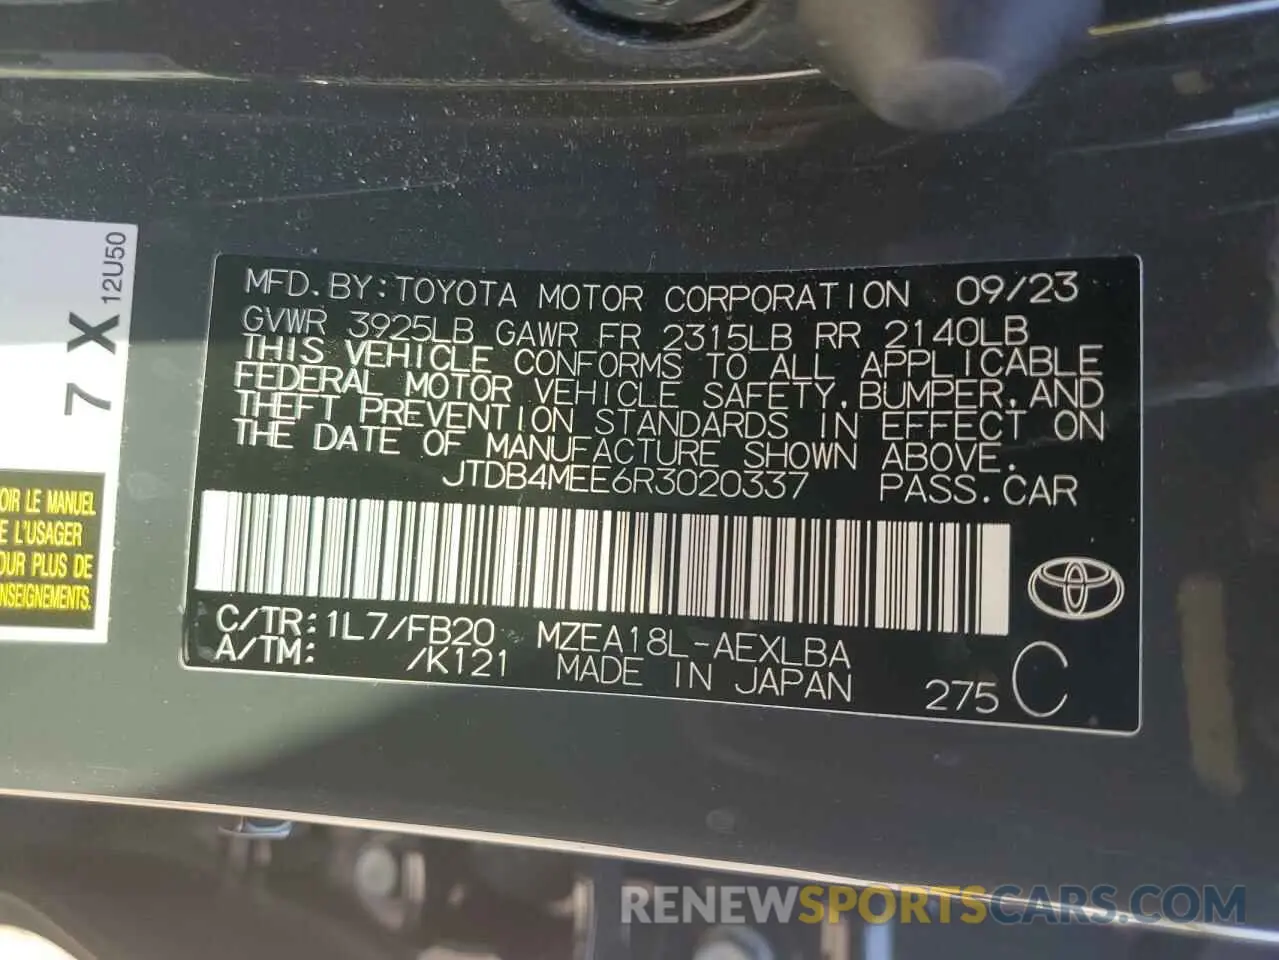 12U50
7 X
OIR LE MANUEL
E L'USAGER
OUR PLUS DE
NSEIGNEMENTS.
MFD.BY:TOYOTA MOTOR CORPORATION 09/23
GVWR 3925LB GAWR FR 2315LB RR 2140LB
THIS VEHICLE CONFORMS TO ALL APPLICABLE
FEDERAL MOTOR VEHICLE SAFETY,BUMPER,AND
THEFT PREVENTION STANDARDS IN EFFECT ON
THE DATE OF MANUFACTURE SHOWN ABOVE.
JTDB4MEE6R3020337 PASS.CAR
C/TR:1L7/FB20 MZEA18L-AEXLBA
A/TM: /K121 MADE IN JAPAN
275 C
RENEWSPORTSCARS.COM